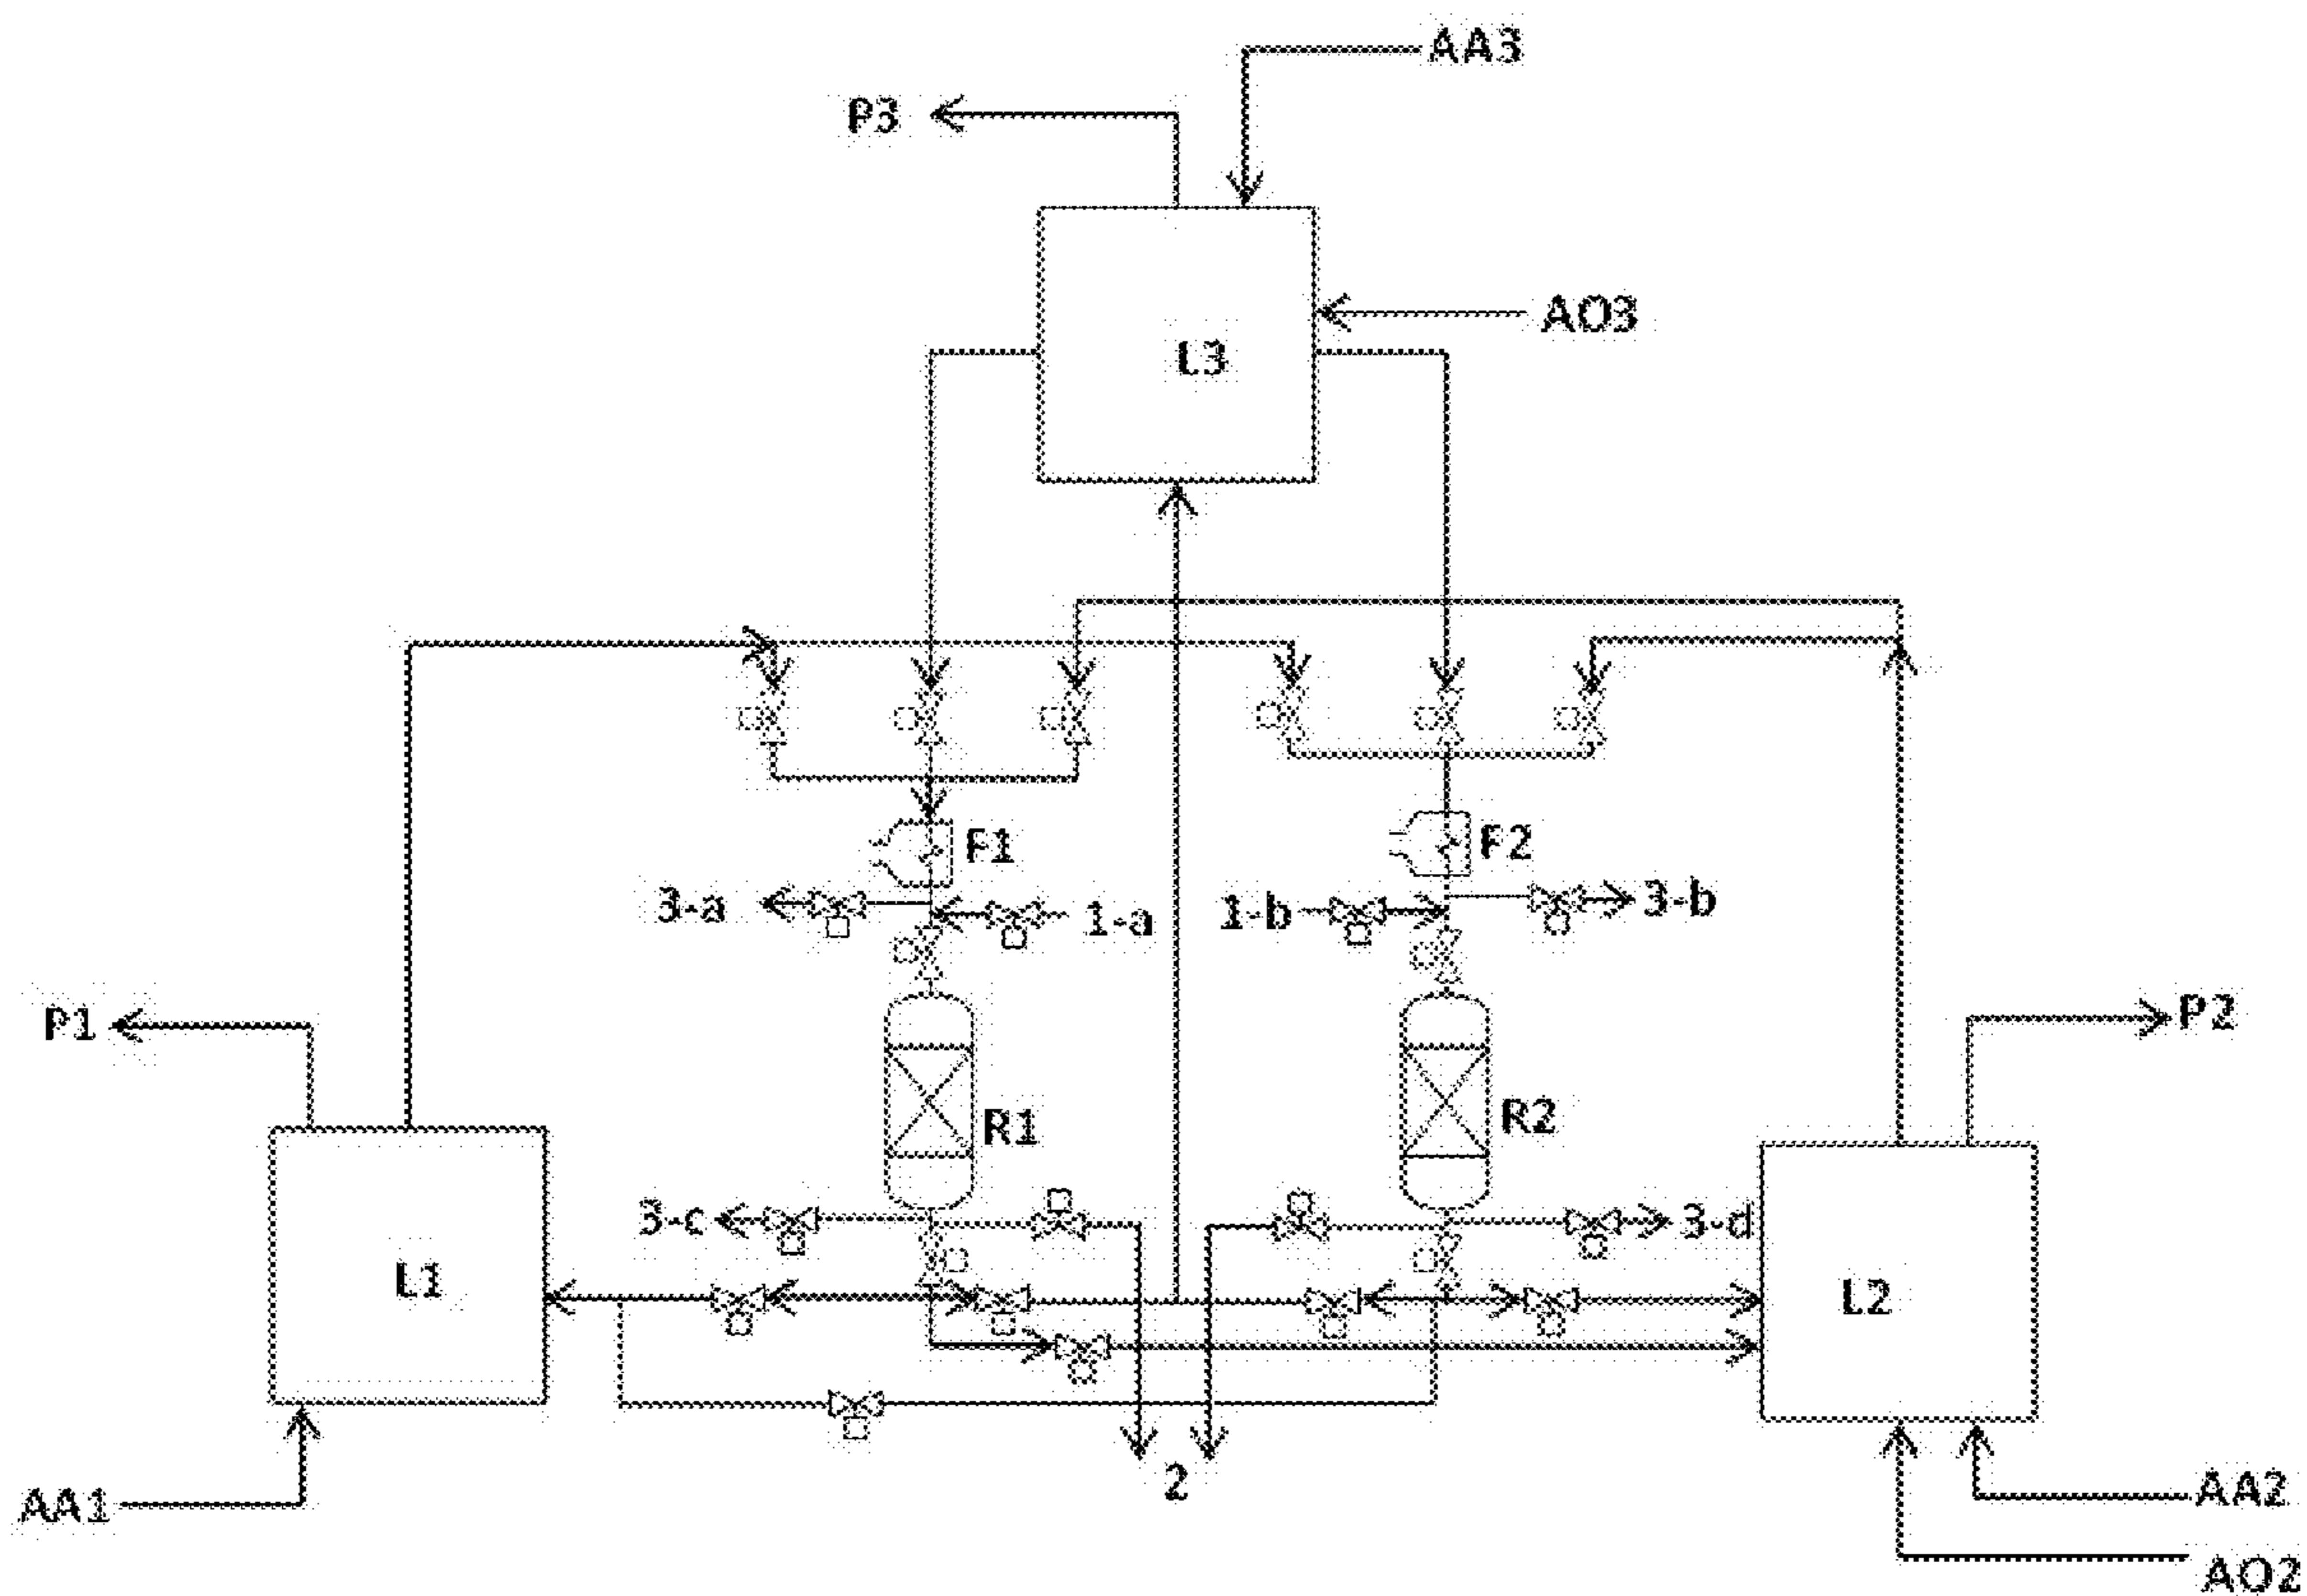 AA3
P3
AO3
L3
F1
F2
3-a
1-a
1-b
3-b
P1
P2
R1
R2
3-c
3-d
L1
L2
2
AA1
AA2
AO2